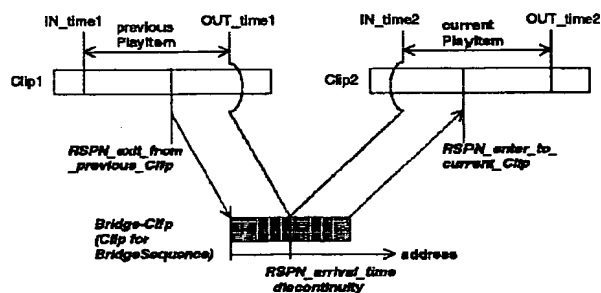 IN_time1
previous
PlayItem
OUT_time1
IN_time2
current
PlayItem
OUT_time2
Clip1
Clip2
RSPN_exit_from
_previous_Clip
RSPN_enter_to_
current_Clip
Bridge-Clip
(Clip for
BridgeSequence)
address
RSPN_arrival_time
discontinuity